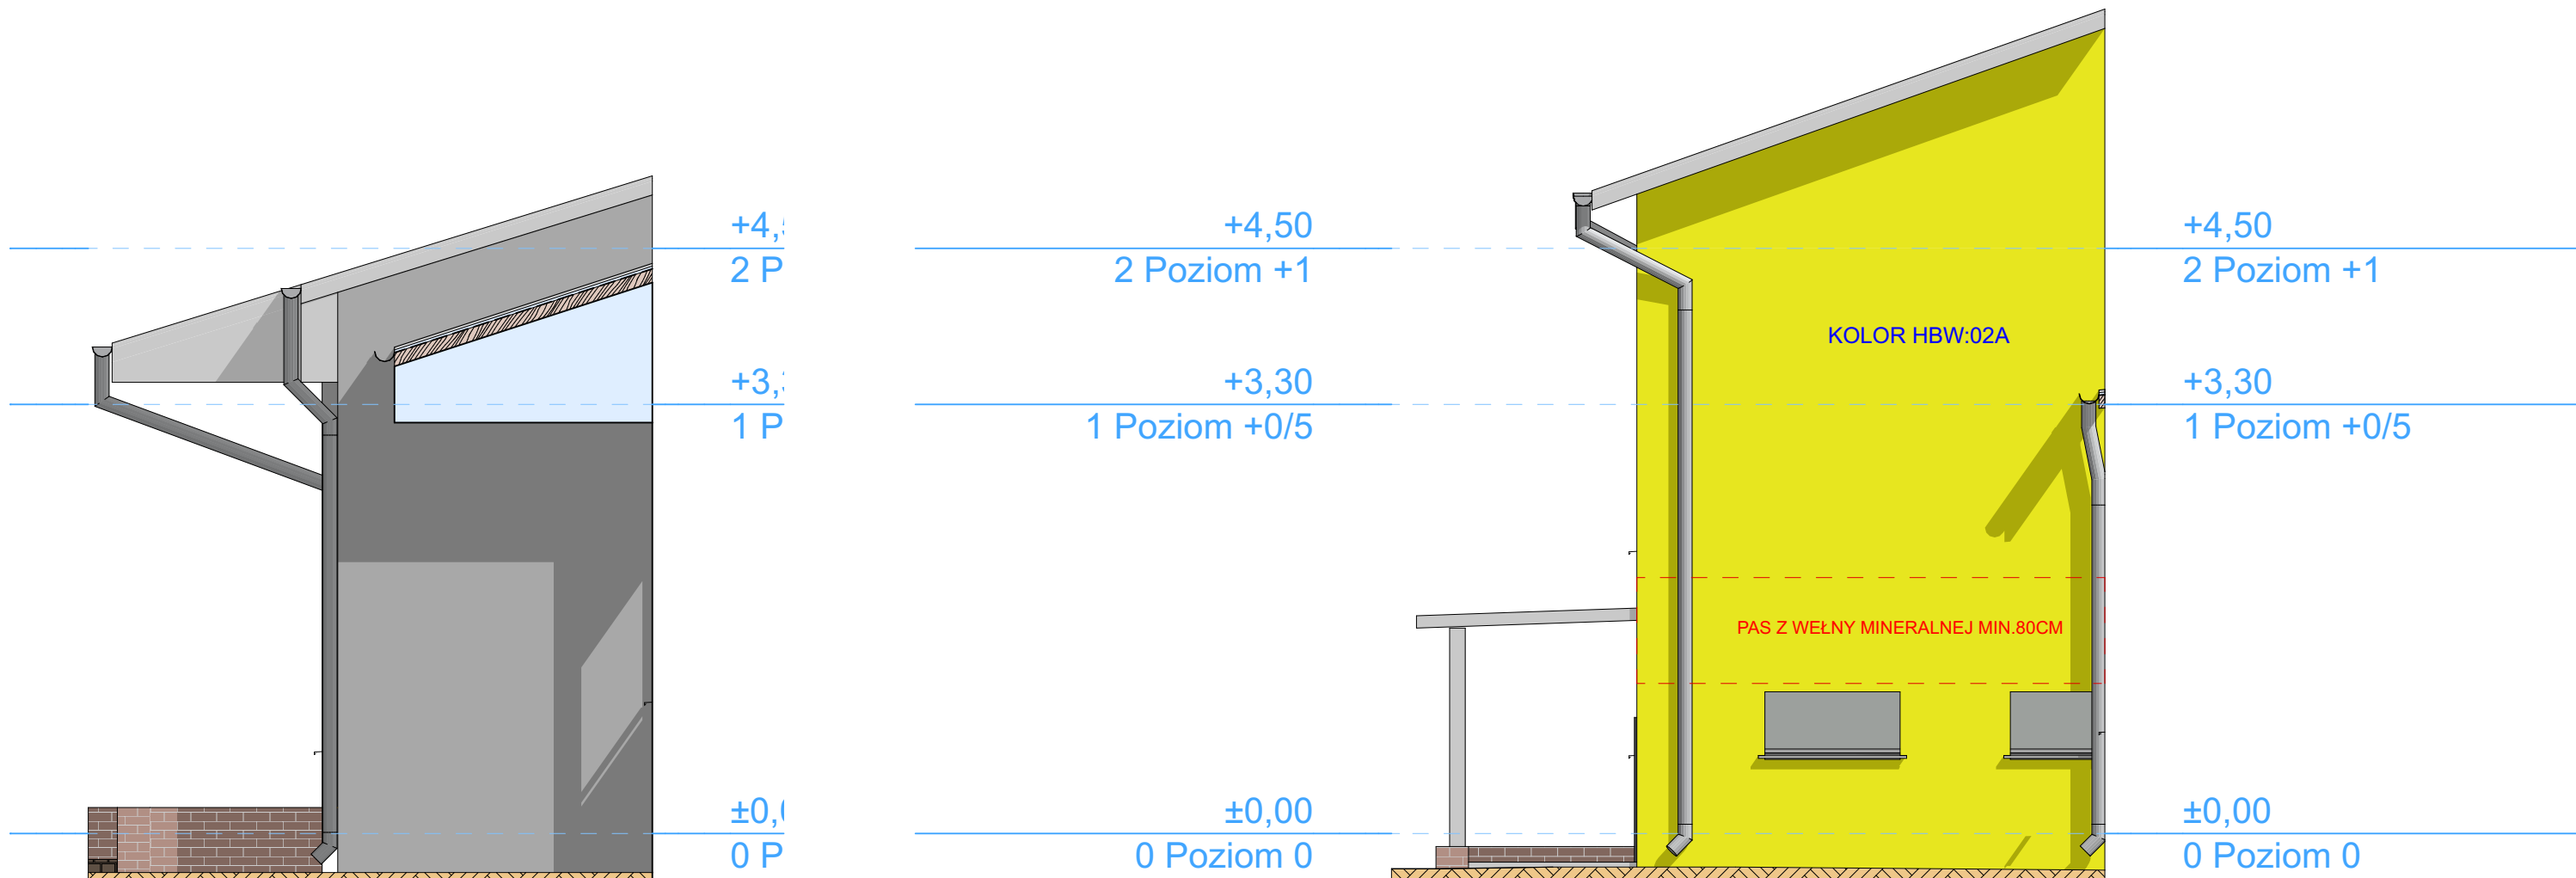 +4,50
2 Poziom +1
+3,30
1 Poziom +0/5
±0,00
0 Poziom 0
KOLOR HBW:02A
PAS Z WEŁNY MINERALNEJ MIN.80CM
+4,50
2 Poziom +1
+3,30
1 Poziom +0/5
±0,00
0 Poziom 0